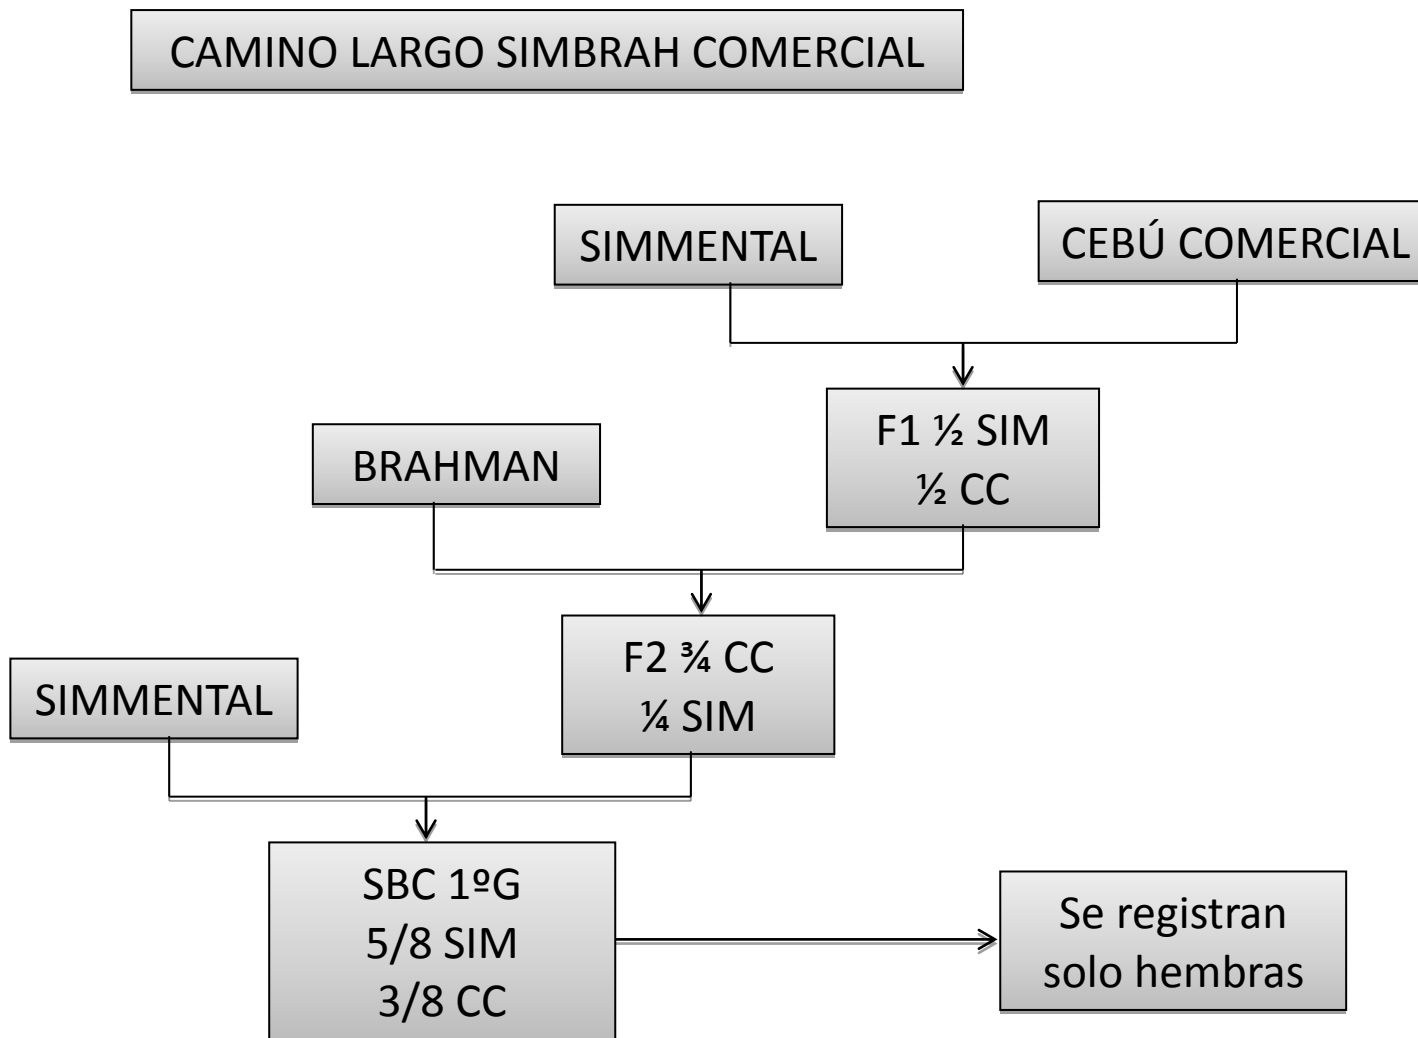 CAMINO LARGO SIMBRAH COMERCIAL
SIMMENTAL
CEBÚ COMERCIAL
F1 ½ SIM
½ CC
BRAHMAN
F2 ¾ CC
¼ SIM
SIMMENTAL
SBC 1ºG
5/8 SIM
3/8 CC
Se registran
solo hembras